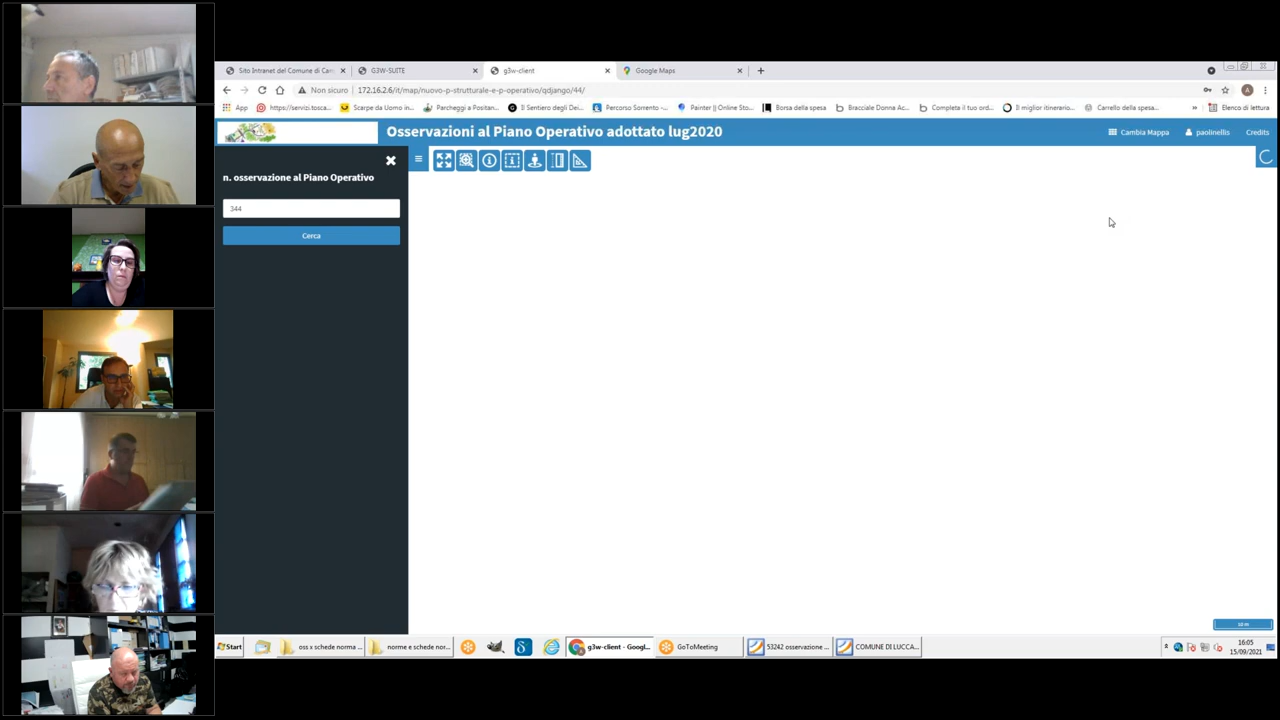 Sito Intranet del Comune di Car
G3W-SUITE
g3w-client
Google Maps
Non sicuro
172.16.2.6/it/map/nuovo-p-strutturale-e-p-operativo/qdjango/44/
App
https://servizi.tosca...
Scarpe da Uomo in...
Parcheggi a Positan...
Il Sentiero degli Dei...
Percorso Sorrento -...
Painter || Online Sto...
Borsa della spesa
Bracciale Donna Ac...
Completa il tuo ord...
Il miglior itinerario...
Carrello della spesa...
»
Elenco di lettura
Osservazioni al Piano Operativo adottato lug2020
Cambia Mappa
paolinellis
Credits
n. osservazione al Piano Operativo
344
Cerca
10 m
Start
oss x schede norma ...
norme e schede nor...
g3w-client - Googl...
GoToMeeting
53242 osservazione ...
COMUNE DI LUCCA...
16:05
15/09/2021